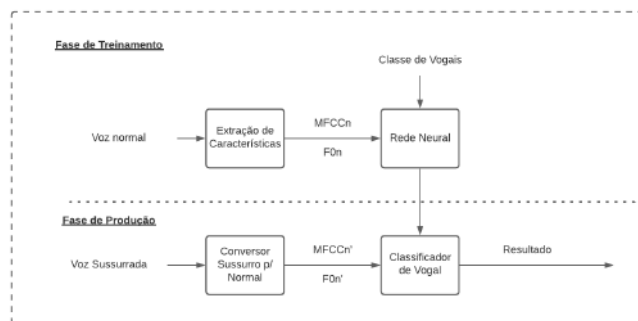 Fase de Treinamento
Classe de Vogais
Voz normal
Extração de
Características
MFCCn
F0n
Rede Neural
Fase de Produção
Voz Sussurrada
Conversor
Sussurro p/
Normal
MFCCn'
F0n'
Classificador
de Vogal
Resultado